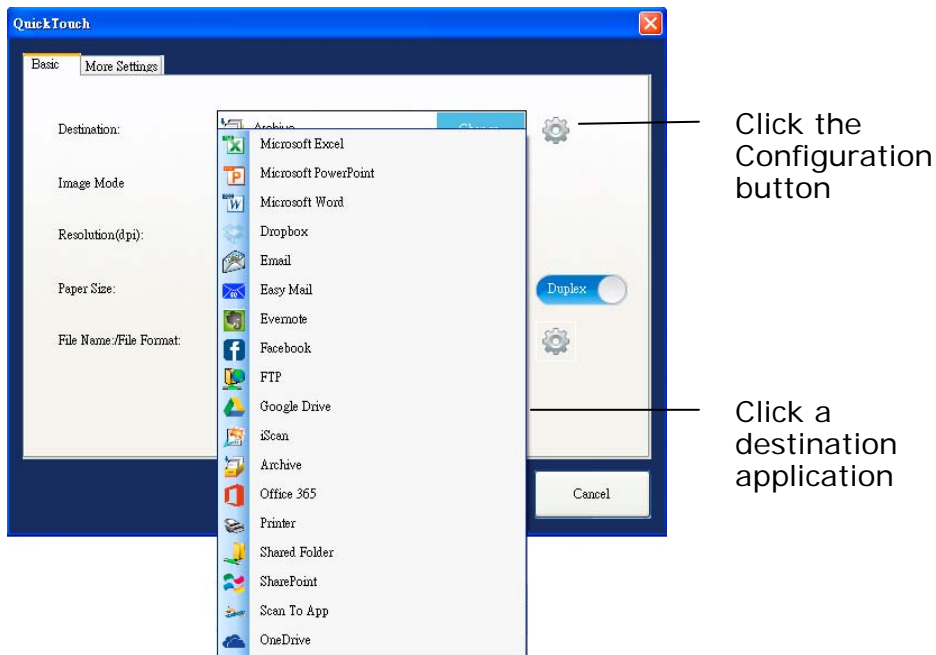 QuickTouch
Basic
More Settings
Destination:
Archive
Change
Microsoft Excel
Microsoft PowerPoint
Image Mode
Microsoft Word
Resolution(dpi):
Dropbox
Email
Paper Size:
Easy Mail
Duplex
Evernote
File Name:/File Format:
Facebook
FTP
Google Drive
iScan
Archive
Office 365
Cancel
Printer
Shared Folder
SharePoint
Scan To App
OneDrive
Click the
Configuration
button
Click a
destination
application